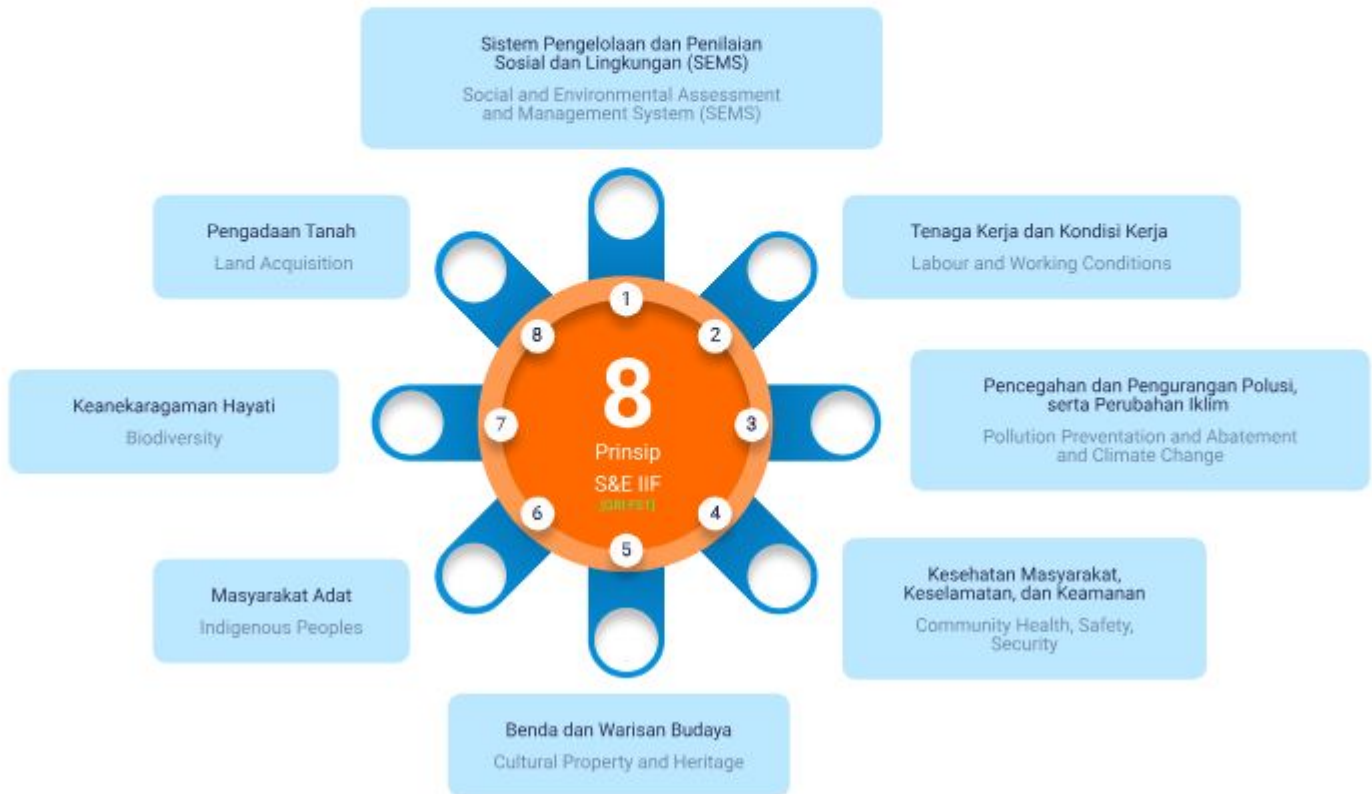 Sistem Pengelolaan dan Penilaian
Sosial dan Lingkungan (SEMS)
Social and Environmental Assessment
and Management System (SEMS)
Pengadaan Tanah
Land Acquisition
Tenaga Kerja dan Kondisi Kerja
Labour and Working Conditions
1
8
2
8
Prinsip
S&E IIF
[GRI FS1]
7
3
6
4
5
Keanekaragaman Hayati
Biodiversity
Pencegahan dan Pengurangan Polusi,
serta Perubahan Iklim
Pollution Preventation and Abatement
and Climate Change
Masyarakat Adat
Indigenous Peoples
Kesehatan Masyarakat,
Keselamatan, dan Keamanan
Community Health, Safety,
Security
Benda dan Warisan Budaya
Cultural Property and Heritage